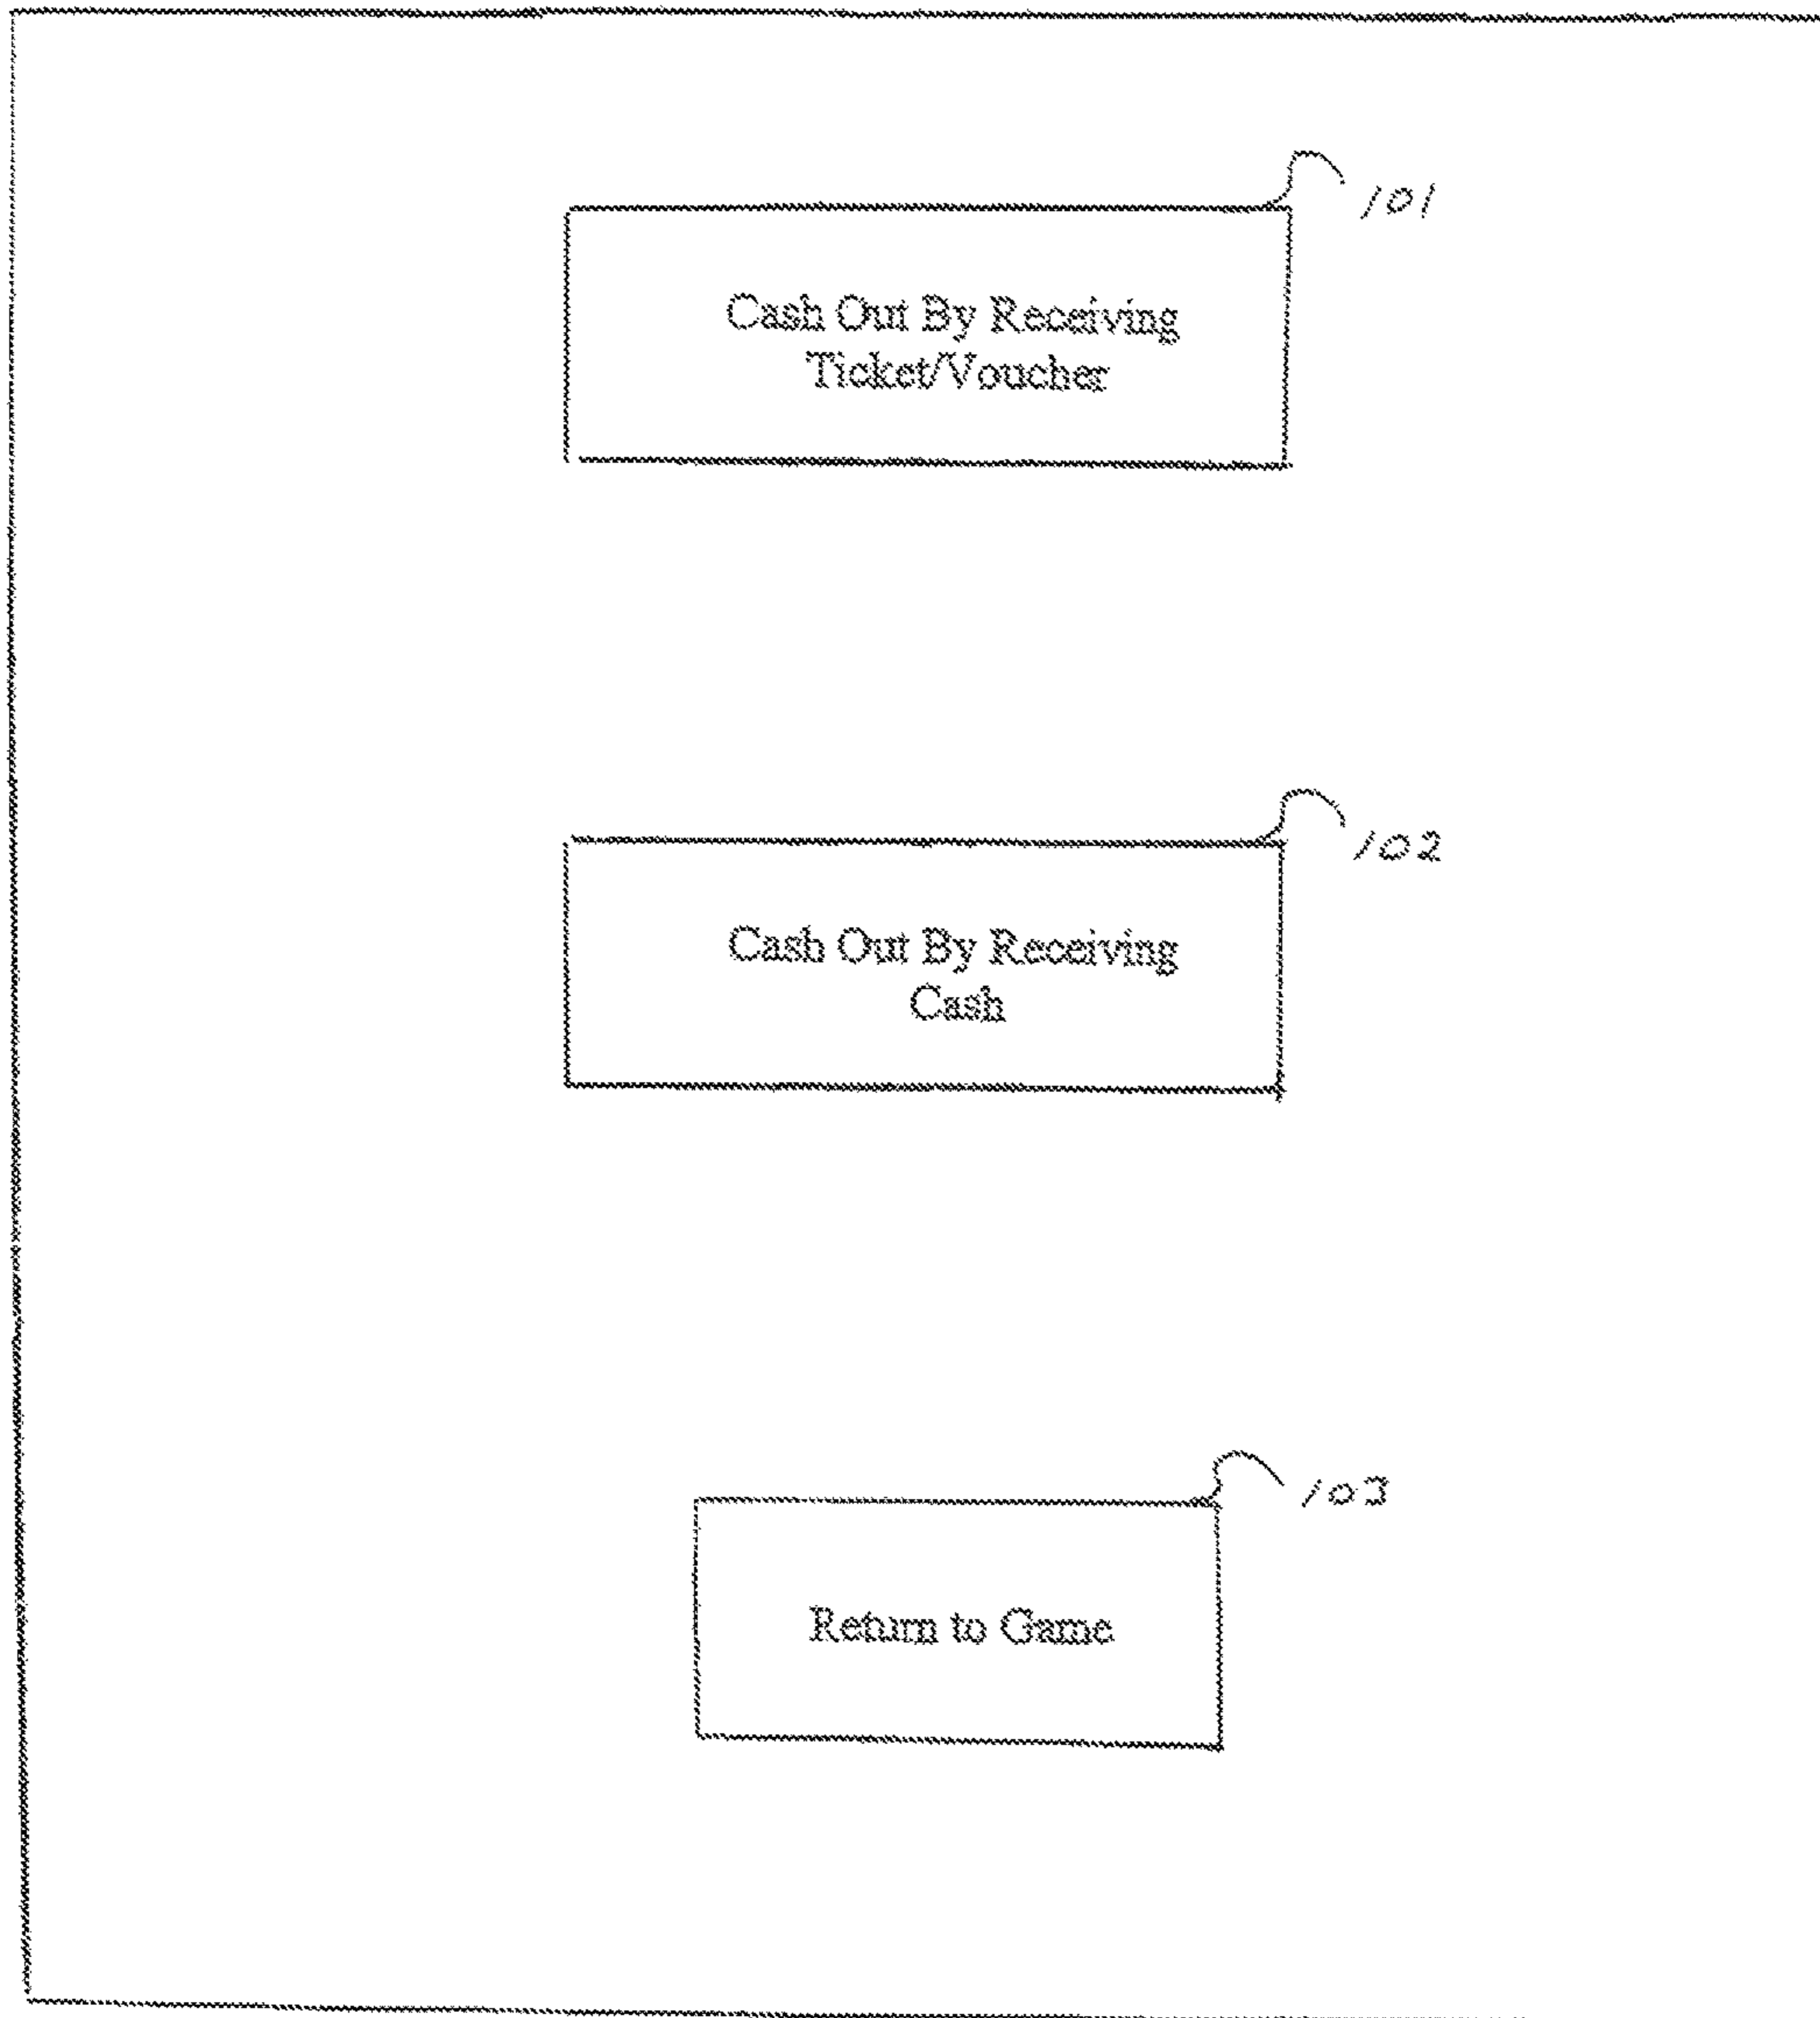 101
Cash Out By Receiving
Ticket/Voucher
102
Cash Out By Receiving
Cash
103
Return to Game